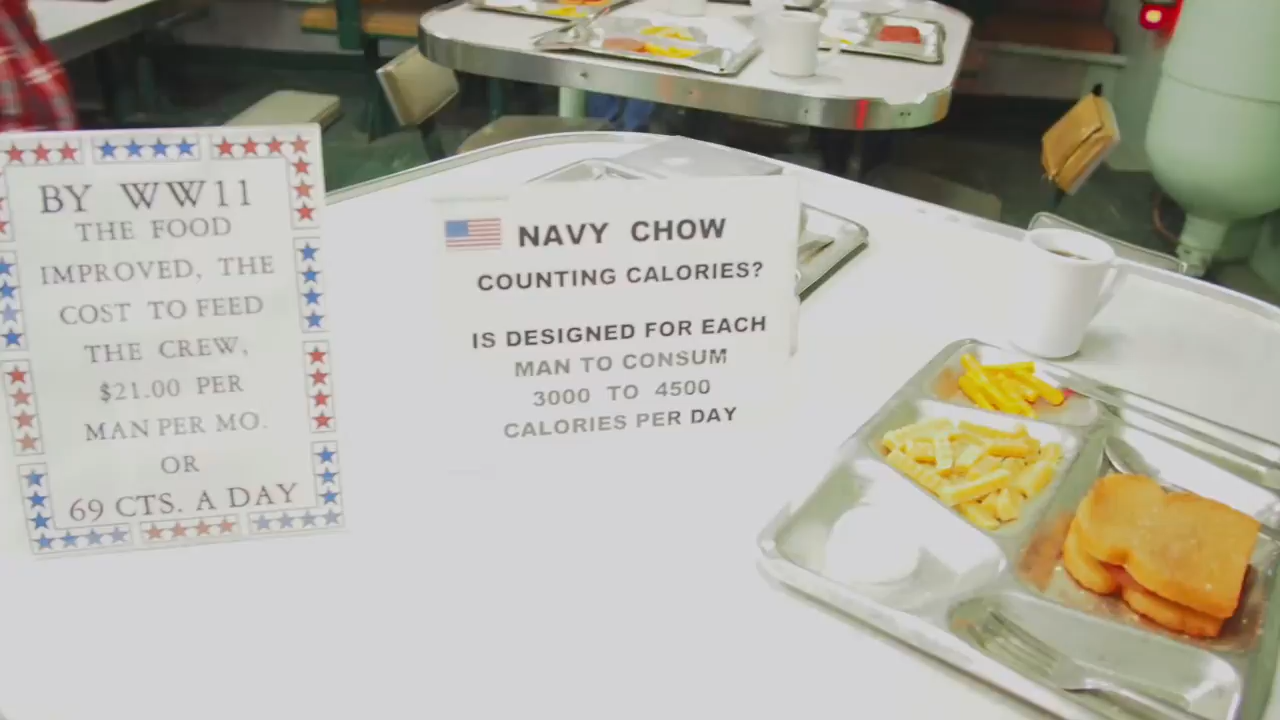 BY WW11
THE FOOD
IMPROVED, THE
COST TO FEED
THE CREW,
$21.00 PER
MAN PER MO.
OR
69 CTS. A DAY
NAVY CHOW
COUNTING CALORIES?
IS DESIGNED FOR EACH
MAN TO CONSUM
3000 TO 4500
CALORIES PER DAY